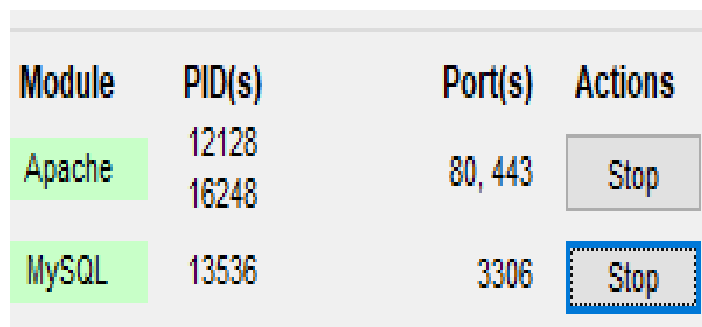 Module PID(s) Port(s) Actions
Apache 12128 16248 80, 443 Stop
MySQL 13536 3306 Stop